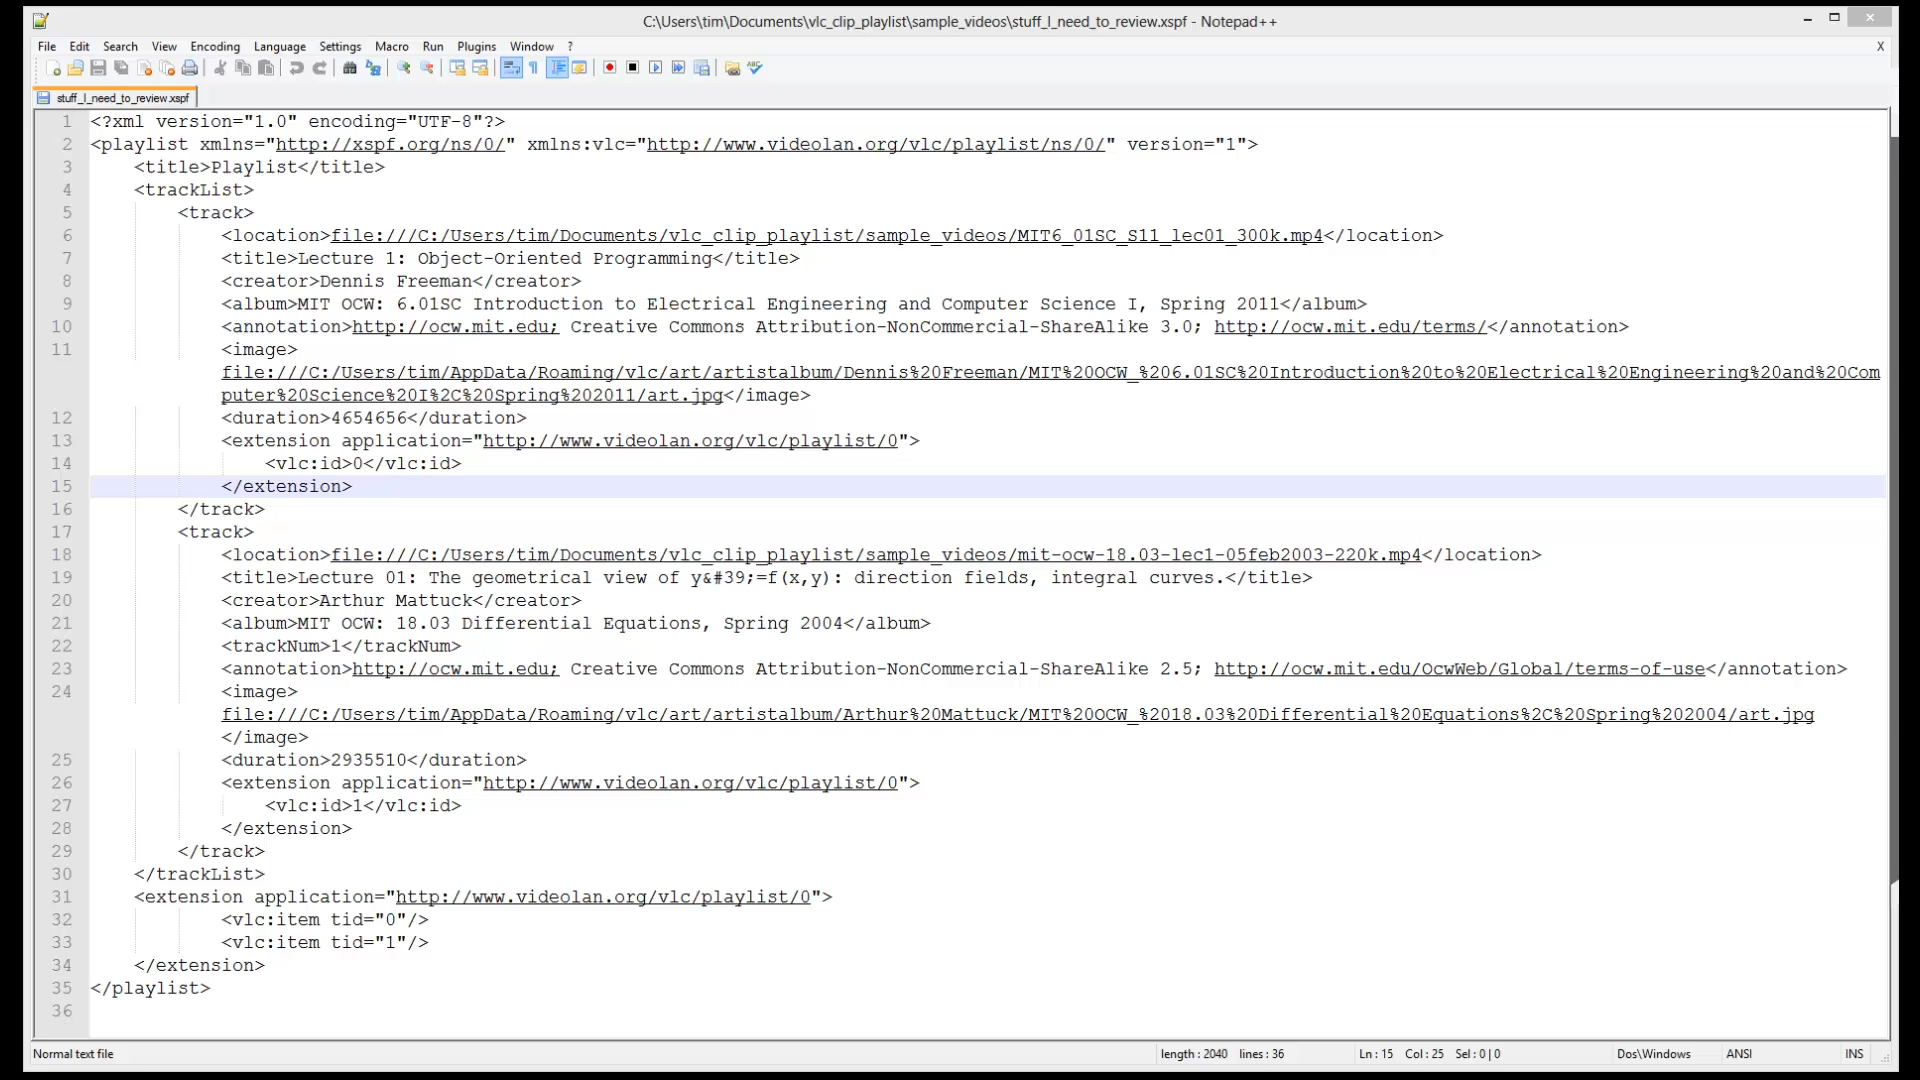 C:\Users\tim\Documents\vlc_clip_playlist\sample_videos\stuff_I_need_to_review.xspf - Notepad++
File Edit Search View Encoding Language Settings Macro Run Plugins Window ? X
stuff_I_need_to_review.xspf
1 <?xml version="1.0" encoding="UTF-8"?>
2 <playlist xmlns="http://xspf.org/ns/0/" xmlns:vlc="http://www.videolan.org/vlc/playlist/ns/0/" version="1">
3 <title>Playlist</title>
4 <trackList>
5 <track>
6 <location>file:///C:/Users/tim/Documents/vlc_clip_playlist/sample_videos/MIT6_01SC_S11_lec01_300k.mp4</location>
7 <title>Lecture 1: Object-Oriented Programming</title>
8 <creator>Dennis Freeman</creator>
9 <album>MIT OCW: 6.01SC Introduction to Electrical Engineering and Computer Science I, Spring 2011</album>
10 <annotation>http://ocw.mit.edu; Creative Commons Attribution-NonCommercial-ShareAlike 3.0; http://ocw.mit.edu/terms/</annotation>
11 <image>
file:///C:/Users/tim/AppData/Roaming/vlc/art/artistalbum/Dennis%20Freeman/MIT%20OCW_%206.01SC%20Introduction%20to%20Electrical%20Engineering%20and%20Com
puter%20Science%20I%2C%20Spring%202011/art.jpg</image>
12 <duration>4654656</duration>
13 <extension application="http://www.videolan.org/vlc/playlist/0">
14 <vlc:id>0</vlc:id>
15 </extension>
16 </track>
17 <track>
18 <location>file:///C:/Users/tim/Documents/vlc_clip_playlist/sample_videos/mit-ocw-18.03-lec1-05feb2003-220k.mp4</location>
19 <title>Lecture 01: The geometrical view of y&#39;=f(x,y): direction fields, integral curves.</title>
20 <creator>Arthur Mattuck</creator>
21 <album>MIT OCW: 18.03 Differential Equations, Spring 2004</album>
22 <trackNum>1</trackNum>
23 <annotation>http://ocw.mit.edu; Creative Commons Attribution-NonCommercial-ShareAlike 2.5; http://ocw.mit.edu/OcwWeb/Global/terms-of-use</annotation>
24 <image>
file:///C:/Users/tim/AppData/Roaming/vlc/art/artistalbum/Arthur%20Mattuck/MIT%20OCW_%2018.03%20Differential%20Equations%2C%20Spring%202004/art.jpg
</image>
25 <duration>2935510</duration>
26 <extension application="http://www.videolan.org/vlc/playlist/0">
27 <vlc:id>1</vlc:id>
28 </extension>
29 </track>
30 </trackList>
31 <extension application="http://www.videolan.org/vlc/playlist/0">
32 <vlc:item tid="0"/>
33 <vlc:item tid="1"/>
34 </extension>
35 </playlist>
36
Normal text file length : 2040 lines : 36 Ln : 15 Col : 25 Sel : 0 | 0 Dos\Windows ANSI INS